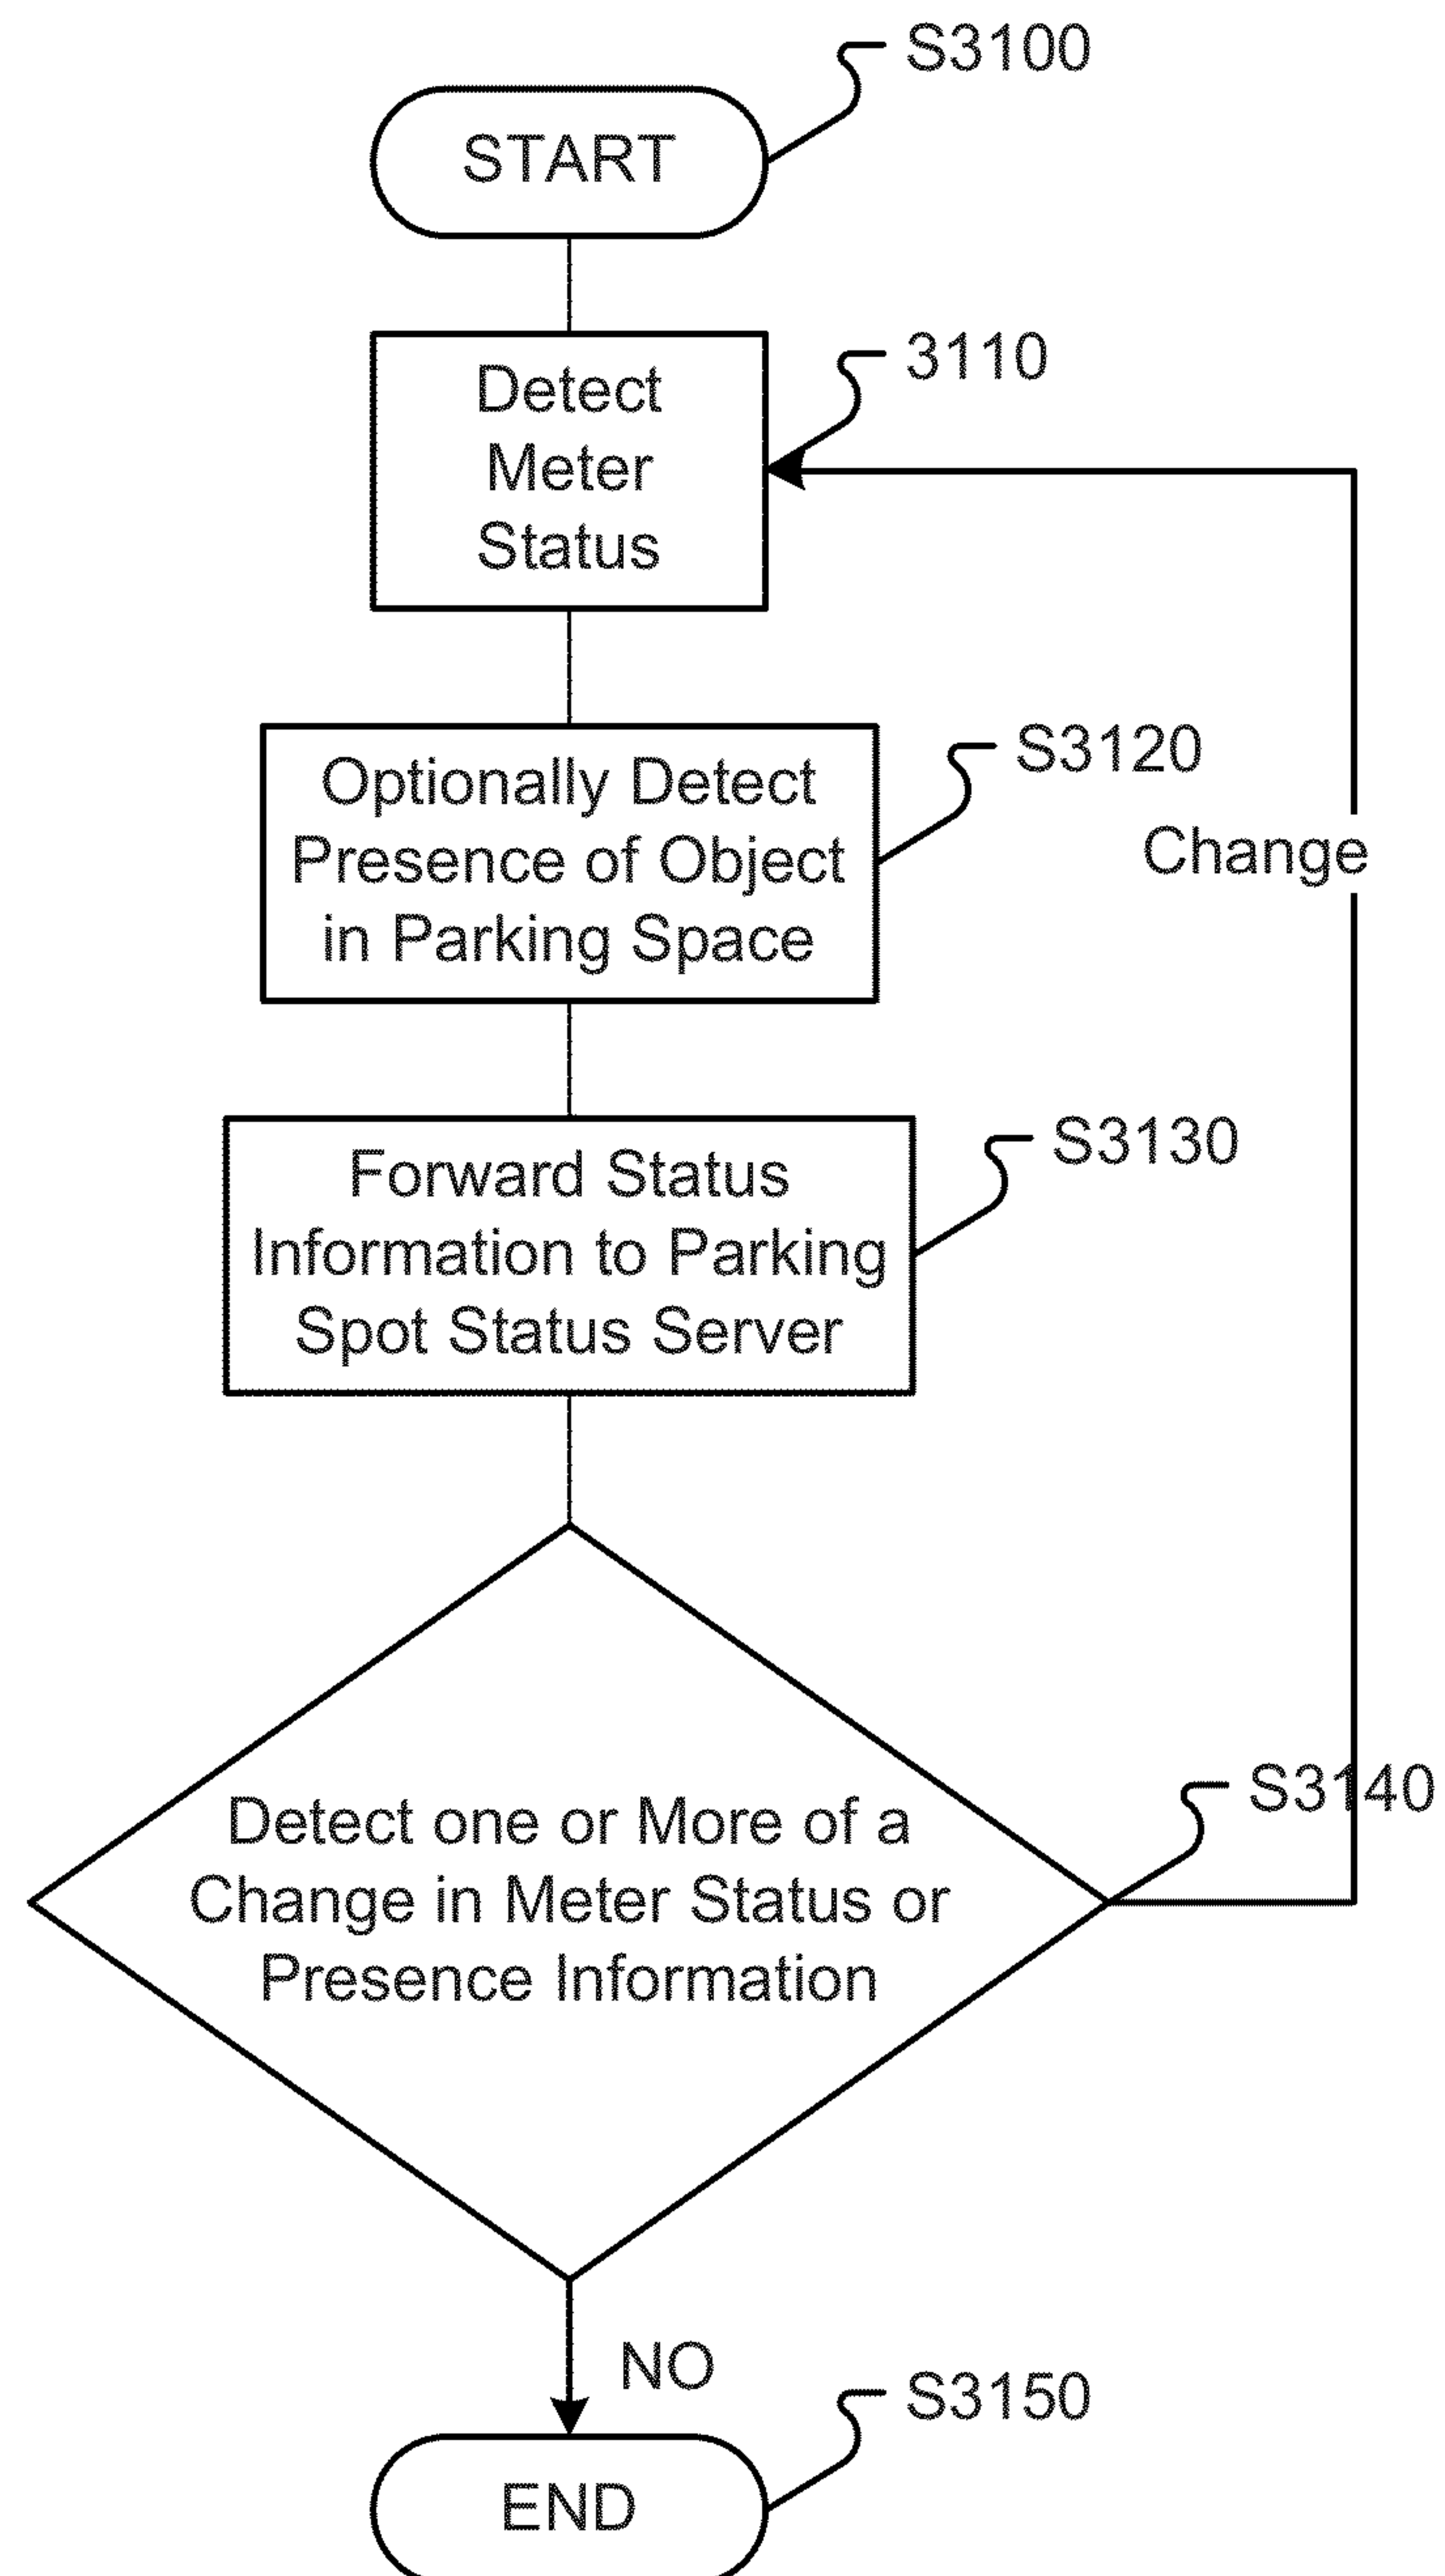 S3100
START
3110
Detect
Meter
Status
S3120
Optionally Detect
Presence of Object
in Parking Space
Change
S3130
Forward Status
Information to Parking
Spot Status Server
S3140
Detect one or More of a
Change in Meter Status or
Presence Information
NO
S3150
END